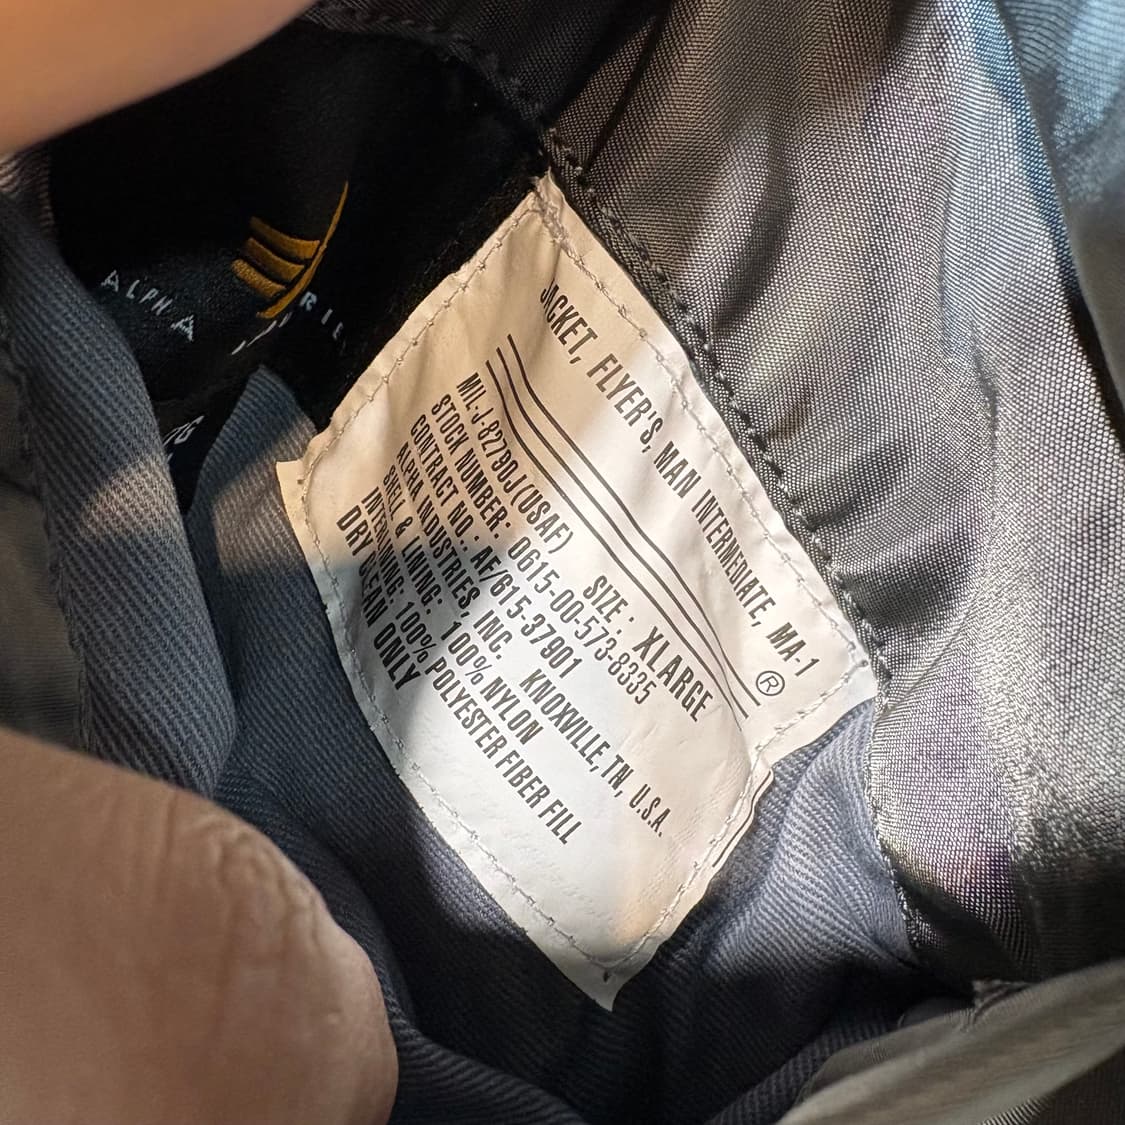 JACKET, FLYER'S, MAN INTERMEDIATE, MA-1
®
SIZE: XLARGE
MIL-J-8279OJ(USAF)
STOCK NUMBER: 0615-00-573-8335
CONTRACT NO.: AF/615-37901
ALPHA INDUSTRIES, INC. KNOXVILLE, TN, U.S.A.
SHELL & LINING: 100% NYLON
INTERLINING: 100% POLYESTER FIBER FILL
DRY CLEAN ONLY
ALPHA